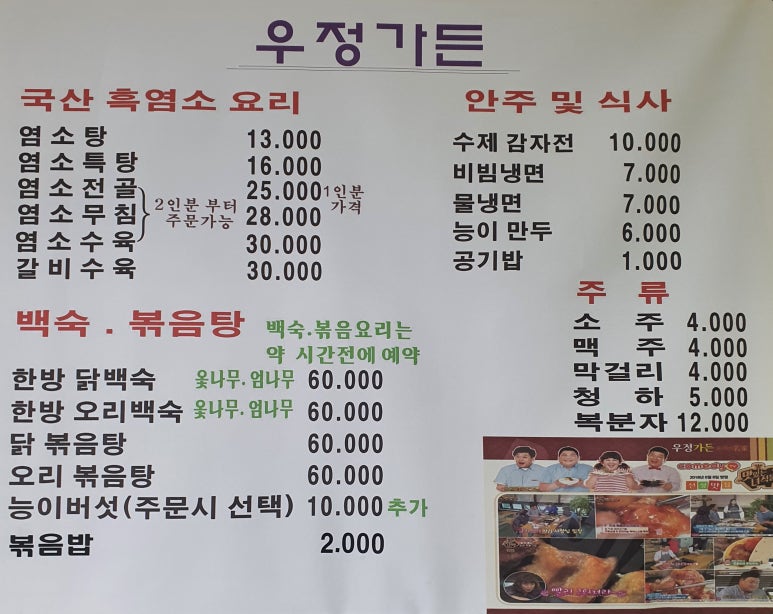 우정가든
국산 흑염소 요리
염소탕 13.000
염소특탕 16.000
염소전골 25.000
염소무침 28.000
염소수육 30.000
2인분 부터
주문가능
1인분
가격
갈비수육 30.000
안주 및 식사
수제 감자전 10.000
비빔냉면 7.000
물냉면 7.000
능이 만두 6.000
공기밥 1.000
주 류
소 주 4.000
맥 주 4.000
막걸리 4.000
청 하 5.000
복분자 12.000
백숙 . 볶음탕
백숙.볶음요리는
약 시간전에 예약
한방 닭백숙 옻나무. 엄나무 60.000
한방 오리백숙 옻나무. 엄나무 60.000
닭 볶음탕 60.000
오리 볶음탕 60.000
능이버섯(주문시 선택) 10.000 추가
볶음밥 2.000
우정가든
comedy